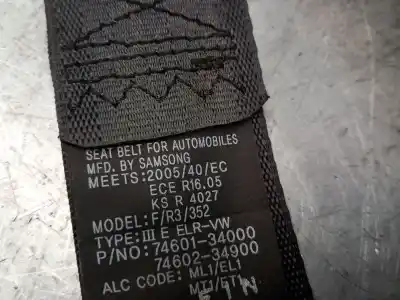 SEAT BELT FOR AUTOMOBILES
MFD. BY SAMSONG
MEETS:2005/40/EC
ECE R16.05
KS R 4027
MODEL:F/R3/352
TYPE:Ⅲ E ELR-VW
P/NO: 74601-34000
74602-34900
ALC CODE: ML1/EL1